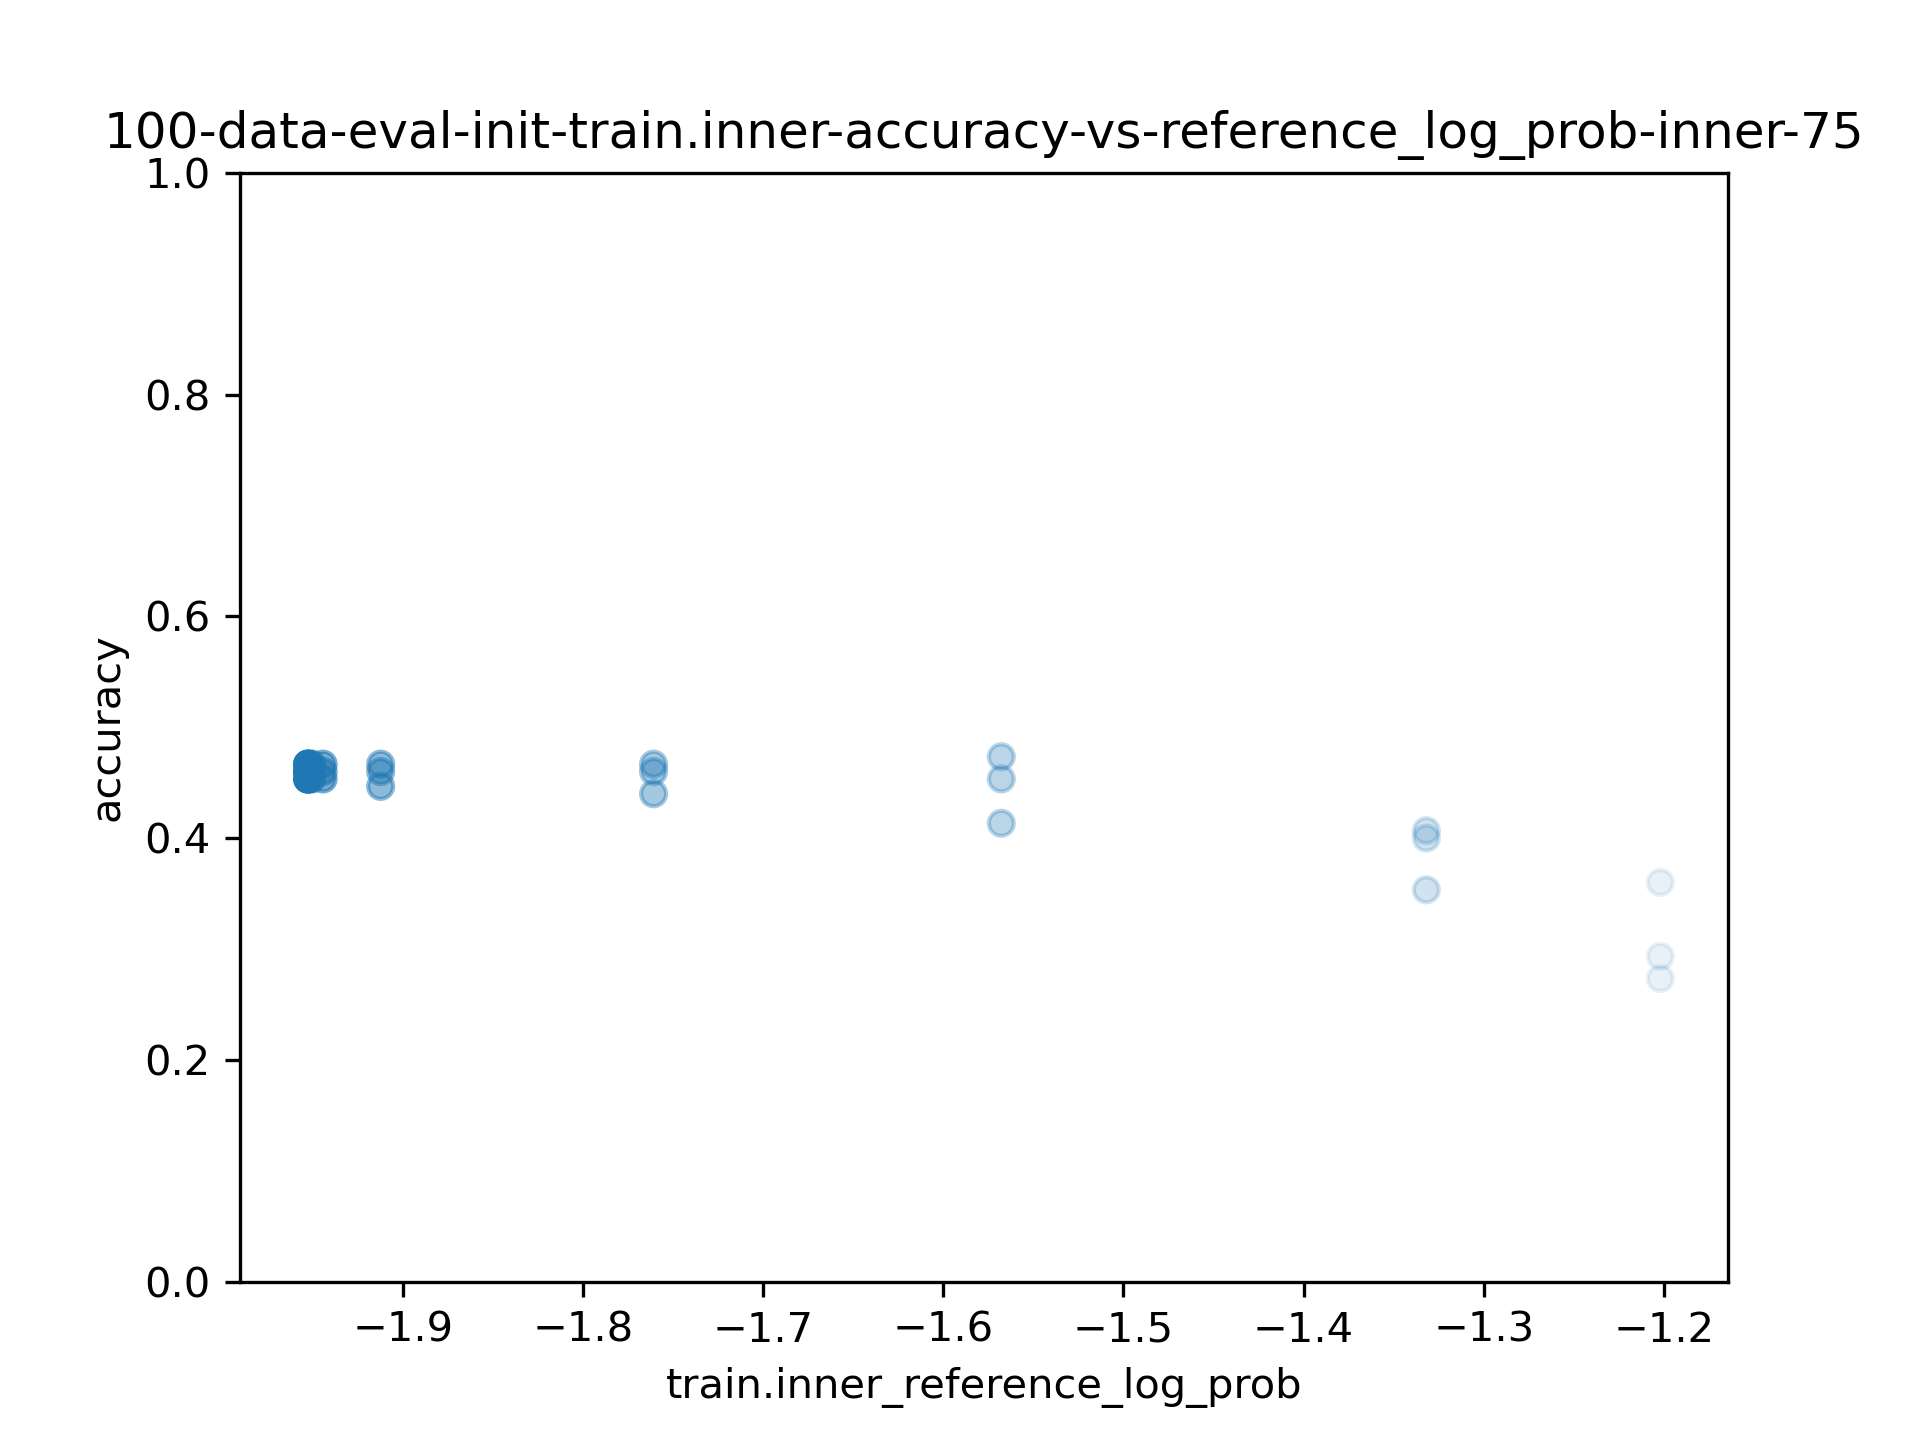 100-data-eval-init-train.inner-accuracy-vs-reference_log_prob-inner-75
1.0
0.8
0.6
0.4
0.2
0.0
accuracy
−1.9 −1.8 −1.7 −1.6 −1.5 −1.4 −1.3 −1.2
train.inner_reference_log_prob